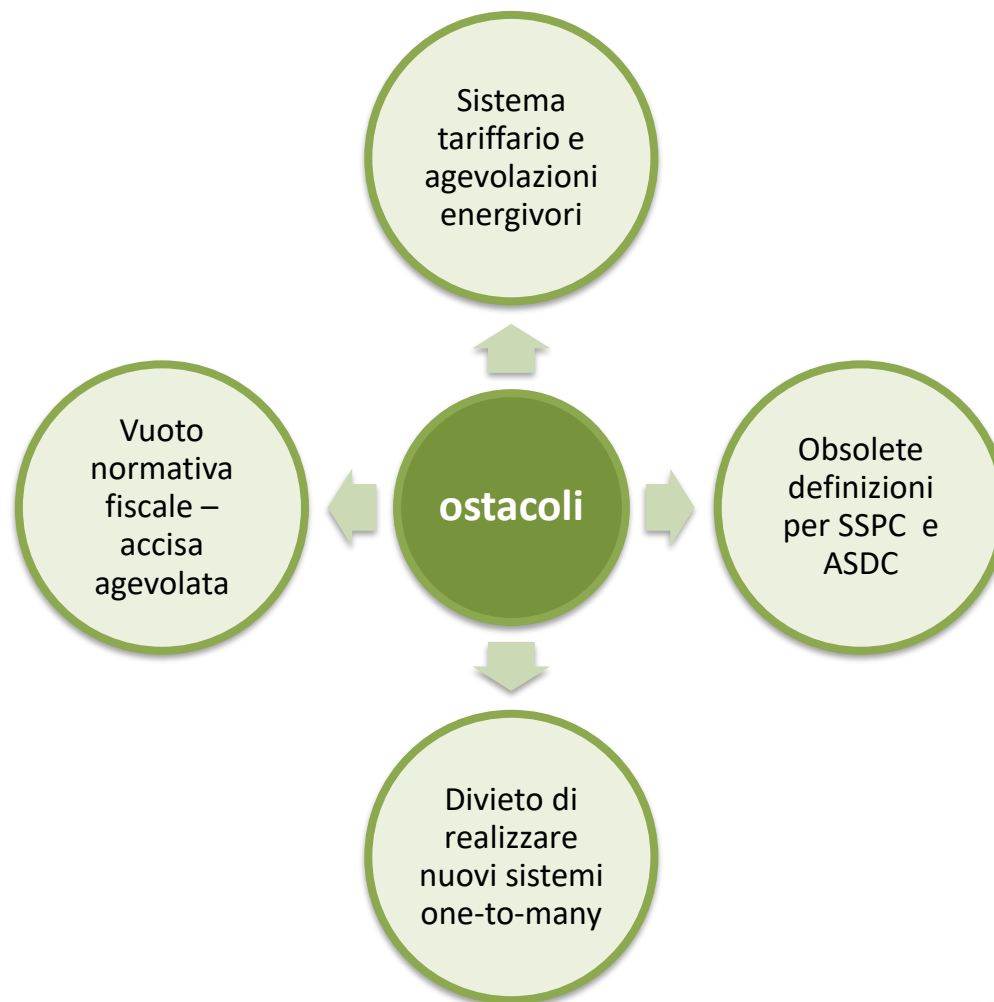 Sistema
tariffario e
agevolazioni
energivori
Vuoto
normativa
fiscale –
accisa
agevolata
ostacoli
Obsolete
definizioni
per SSPC e
ASDC
Divieto di
realizzare
nuovi sistemi
one-to-many